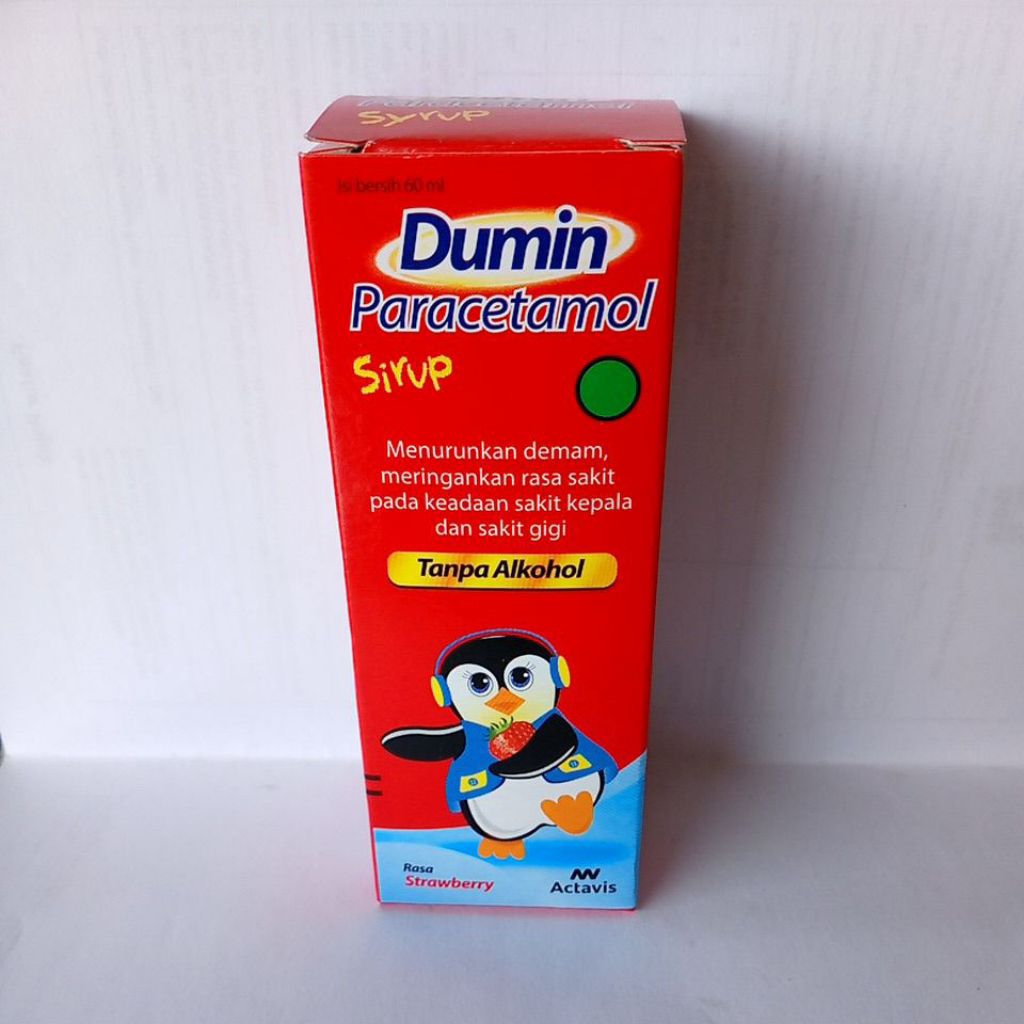 Syrup
Isi bersih 60 ml
Dumin
Paracetamol
Sirup
Menurunkan demam,
meringankan rasa sakit
pada keadaan sakit kepala
dan sakit gigi
Tanpa Alkohol
Rasa
Strawberry
Actavis